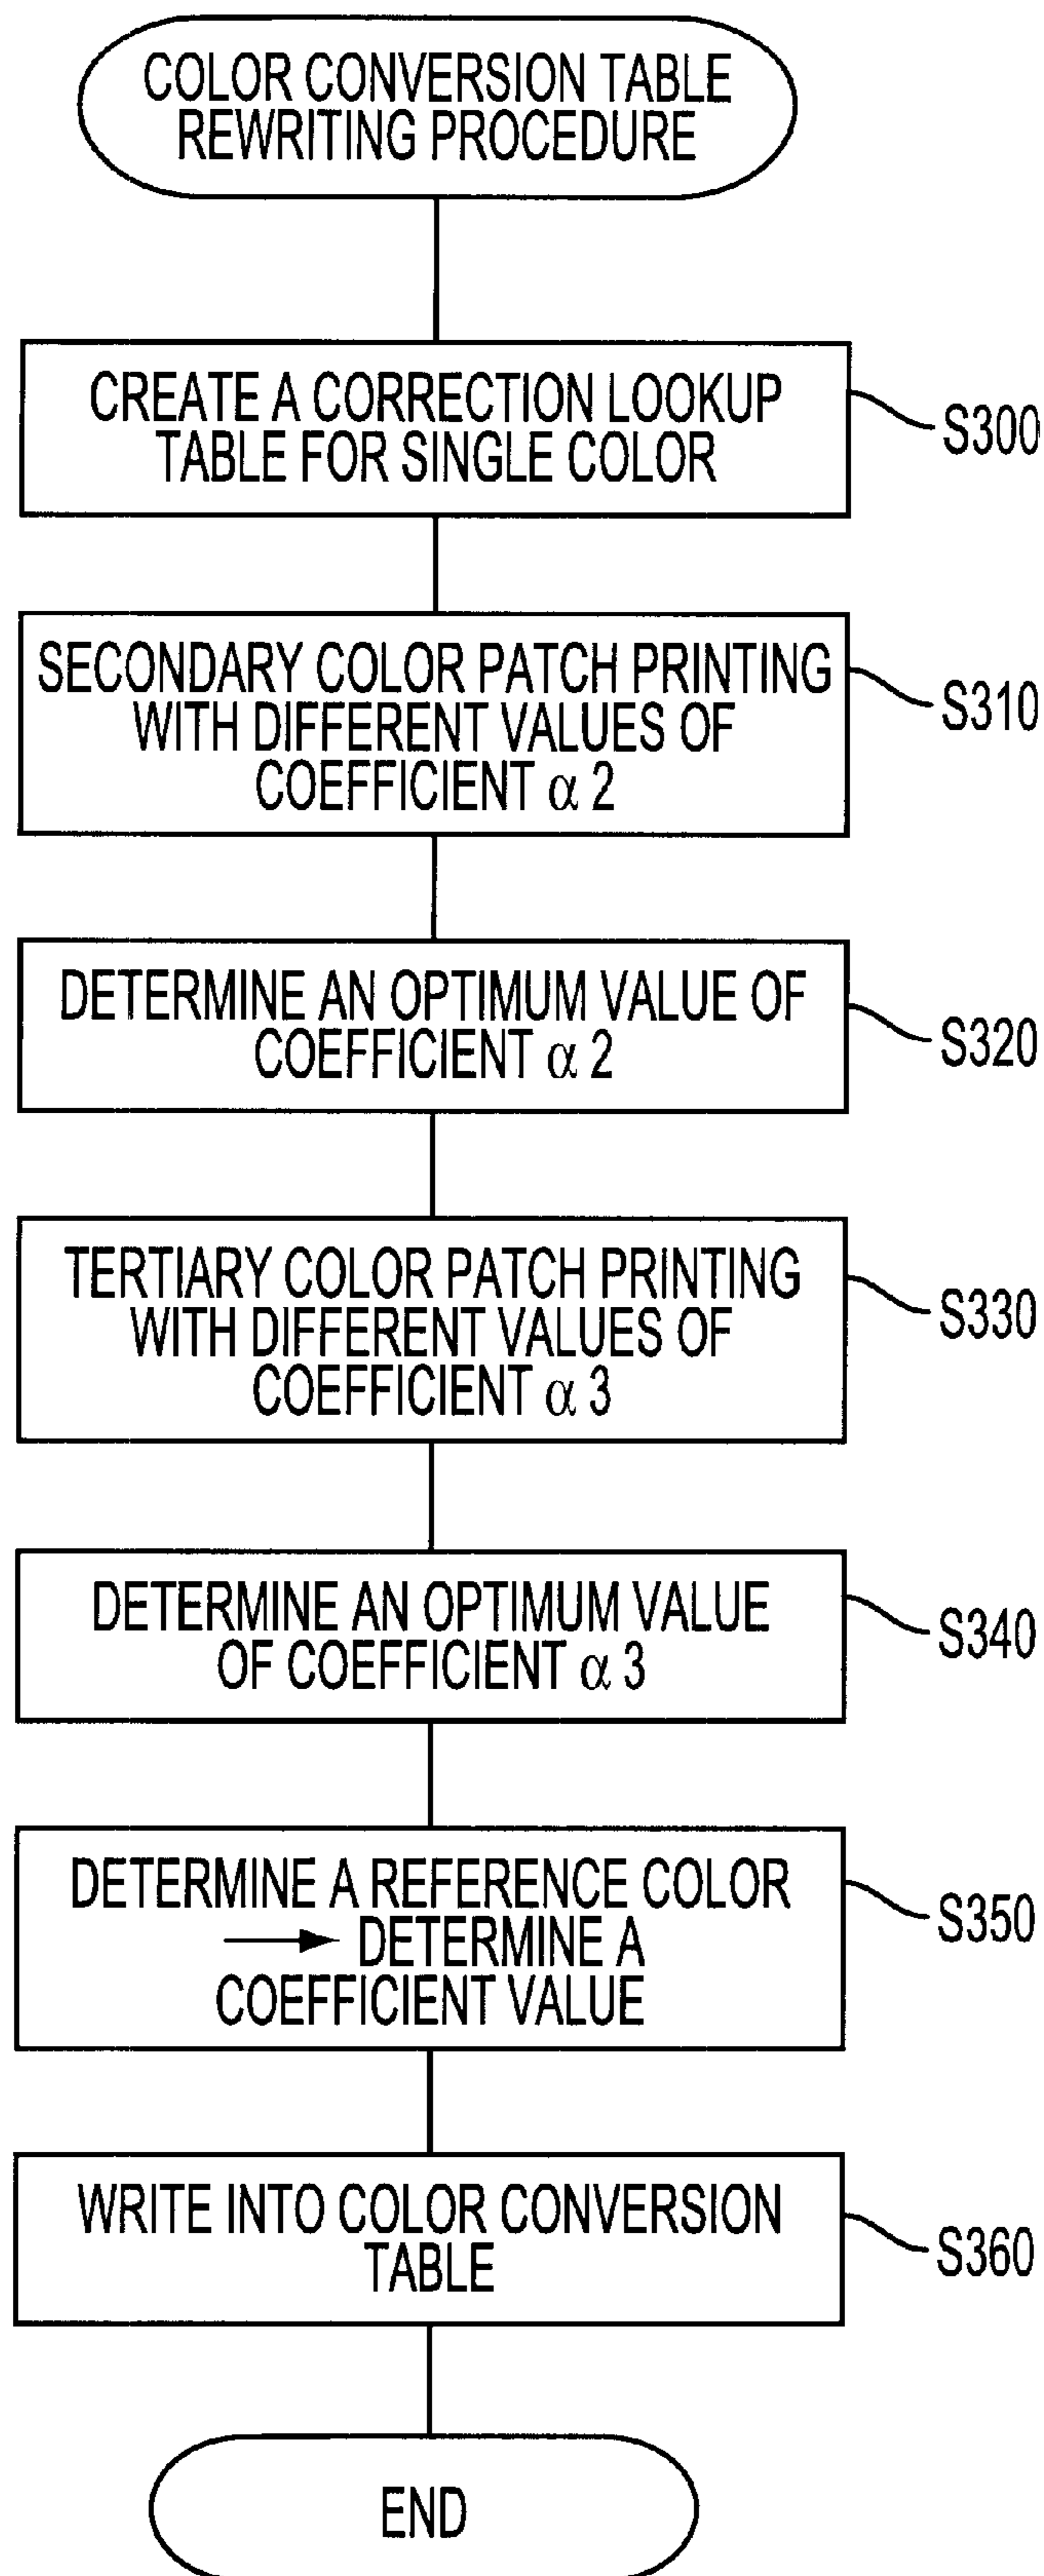 COLOR CONVERSION TABLE
REWRITING PROCEDURE
CREATE A CORRECTION LOOKUP
TABLE FOR SINGLE COLOR
S300
SECONDARY COLOR PATCH PRINTING
WITH DIFFERENT VALUES OF
COEFFICIENT α 2
S310
DETERMINE AN OPTIMUM VALUE OF
COEFFICIENT α 2
S320
TERTIARY COLOR PATCH PRINTING
WITH DIFFERENT VALUES OF
COEFFICIENT α 3
S330
DETERMINE AN OPTIMUM VALUE
OF COEFFICIENT α 3
S340
DETERMINE A REFERENCE COLOR
→ DETERMINE A
COEFFICIENT VALUE
S350
WRITE INTO COLOR CONVERSION
TABLE
S360
END